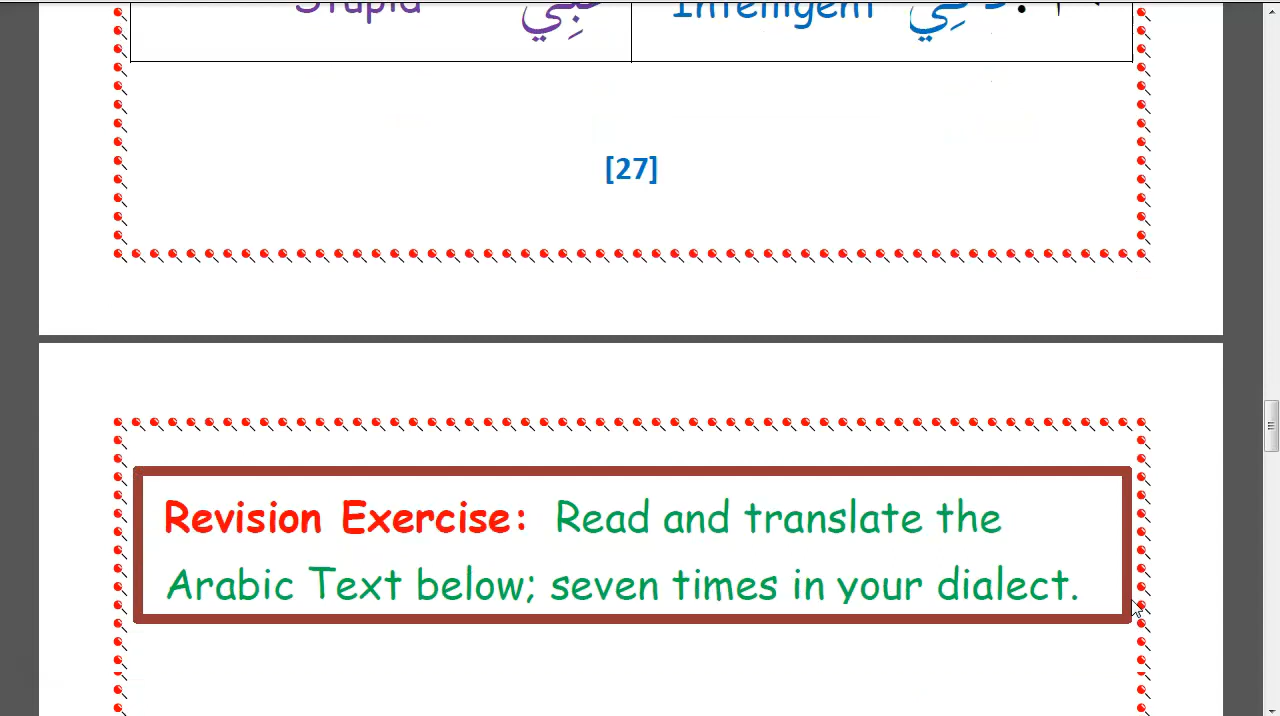 Stupid غَبِي Intelligent ذَكِي
[27]
Revision Exercise: Read and translate the
Arabic Text below; seven times in your dialect.